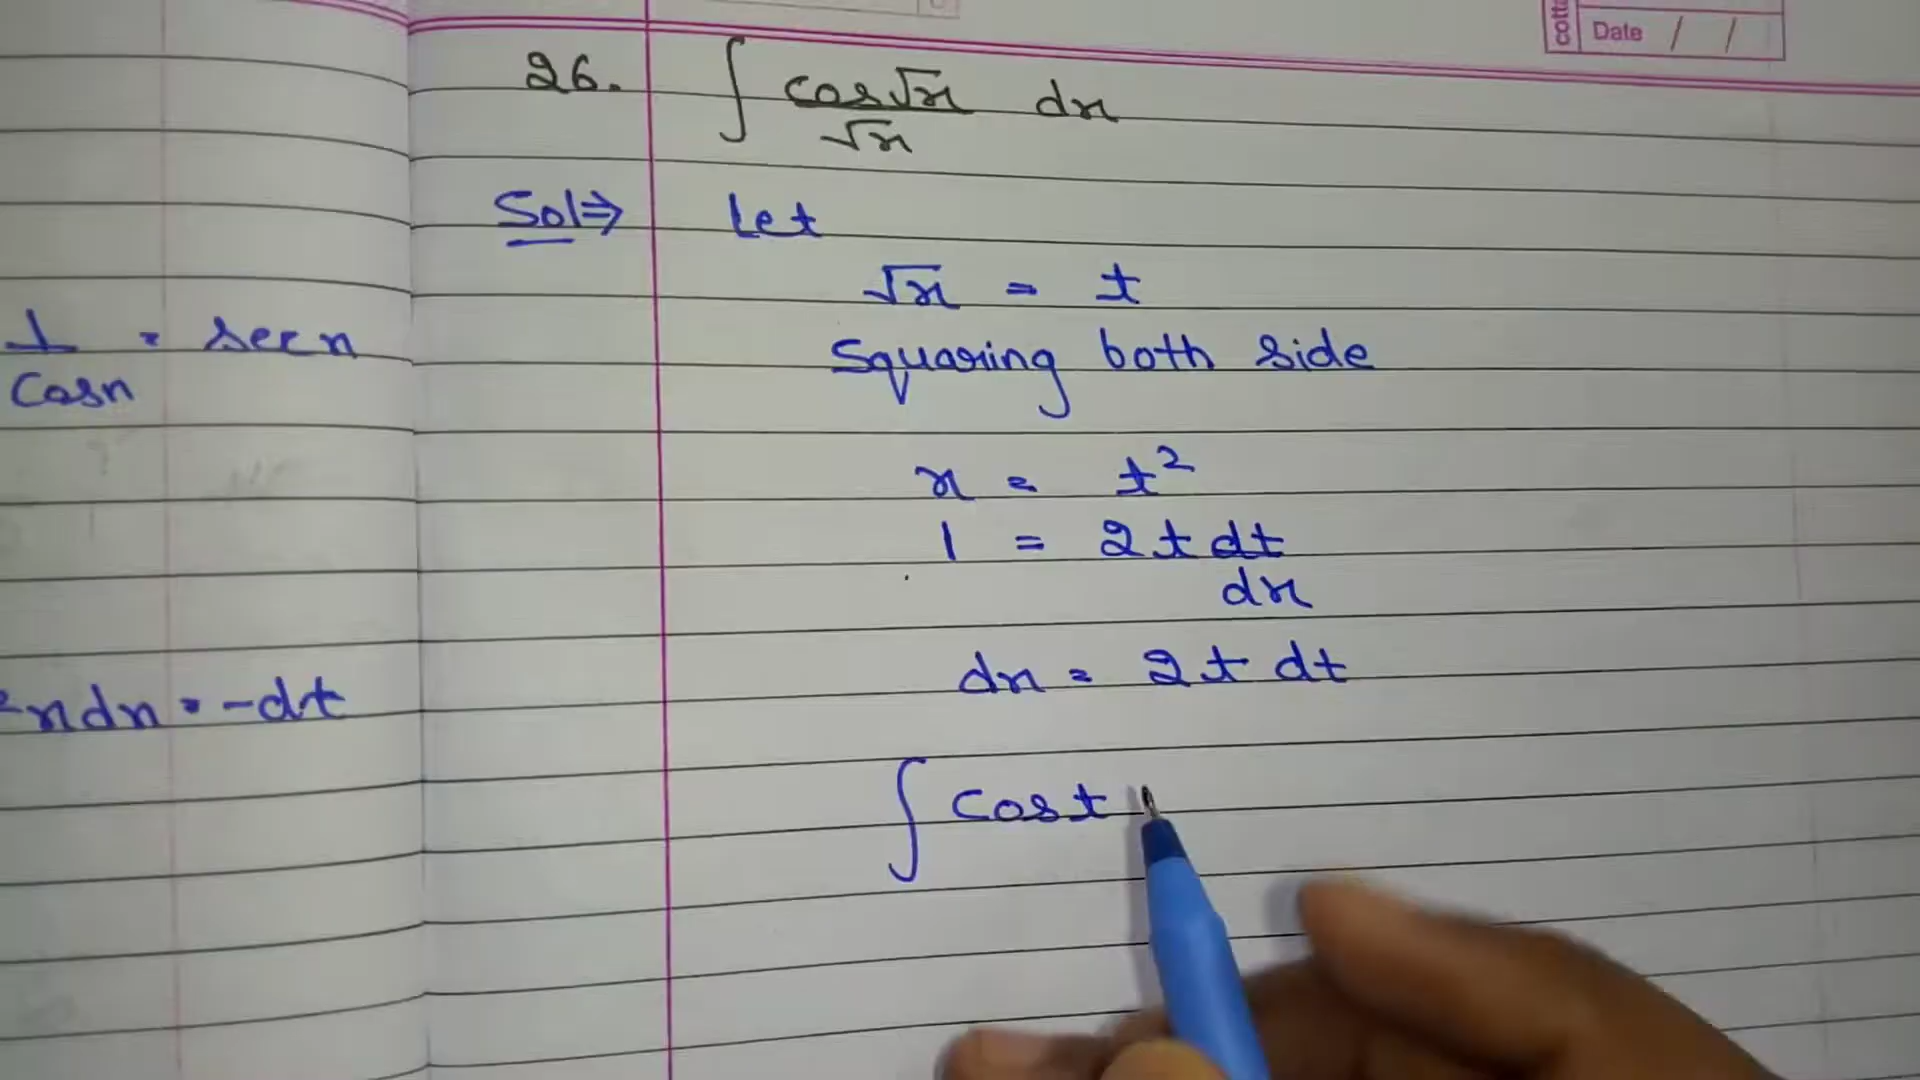 cotta
Date / /
26. ∫ cos√x/√x dx
Sol⇒ Let
√x = t
Squaring both side
x = t²
1 = 2t dt/dx
dx = 2t dt
∫ cos t
1/cosx = secx
xdx = -dt